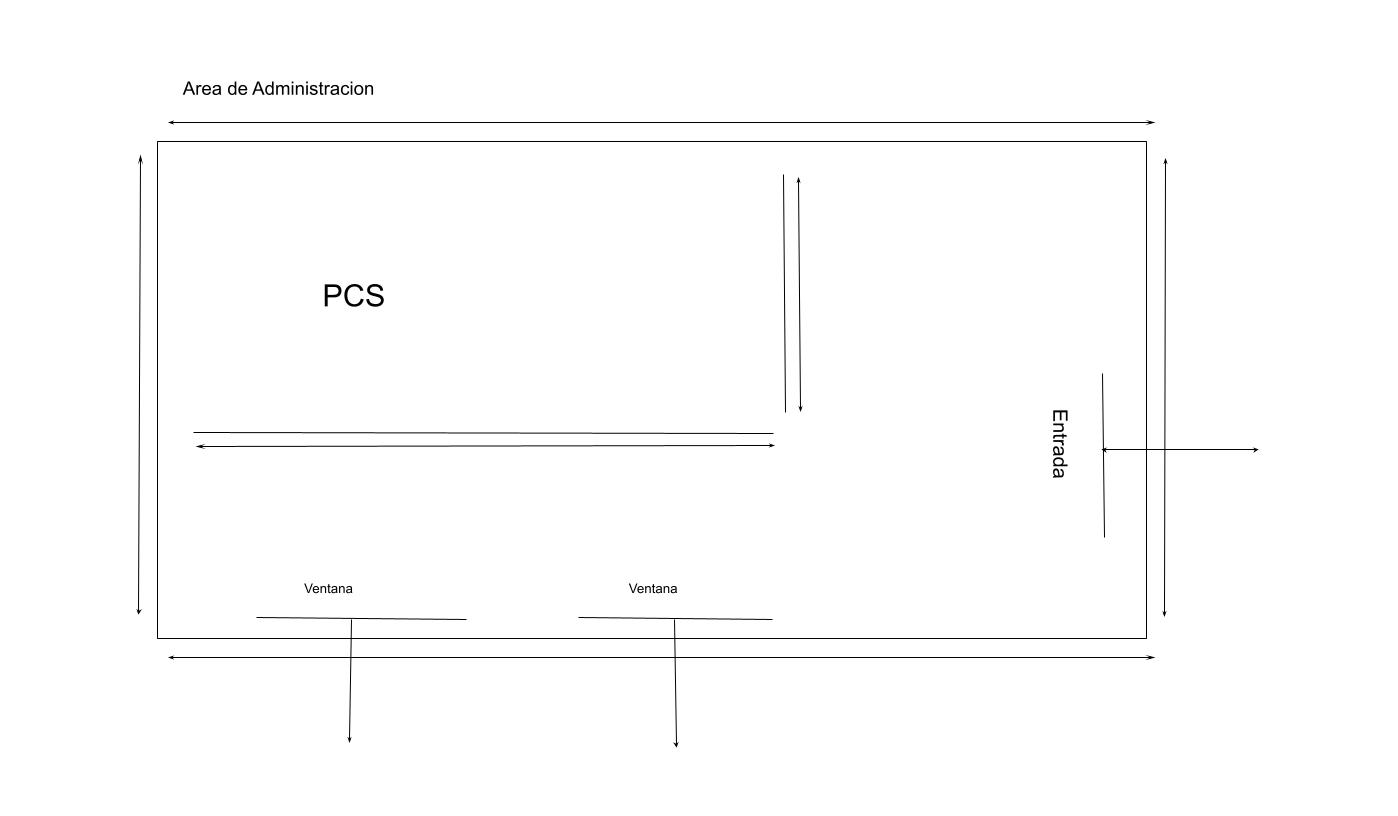 Area de Administracion
PCS
Entrada
Ventana
Ventana